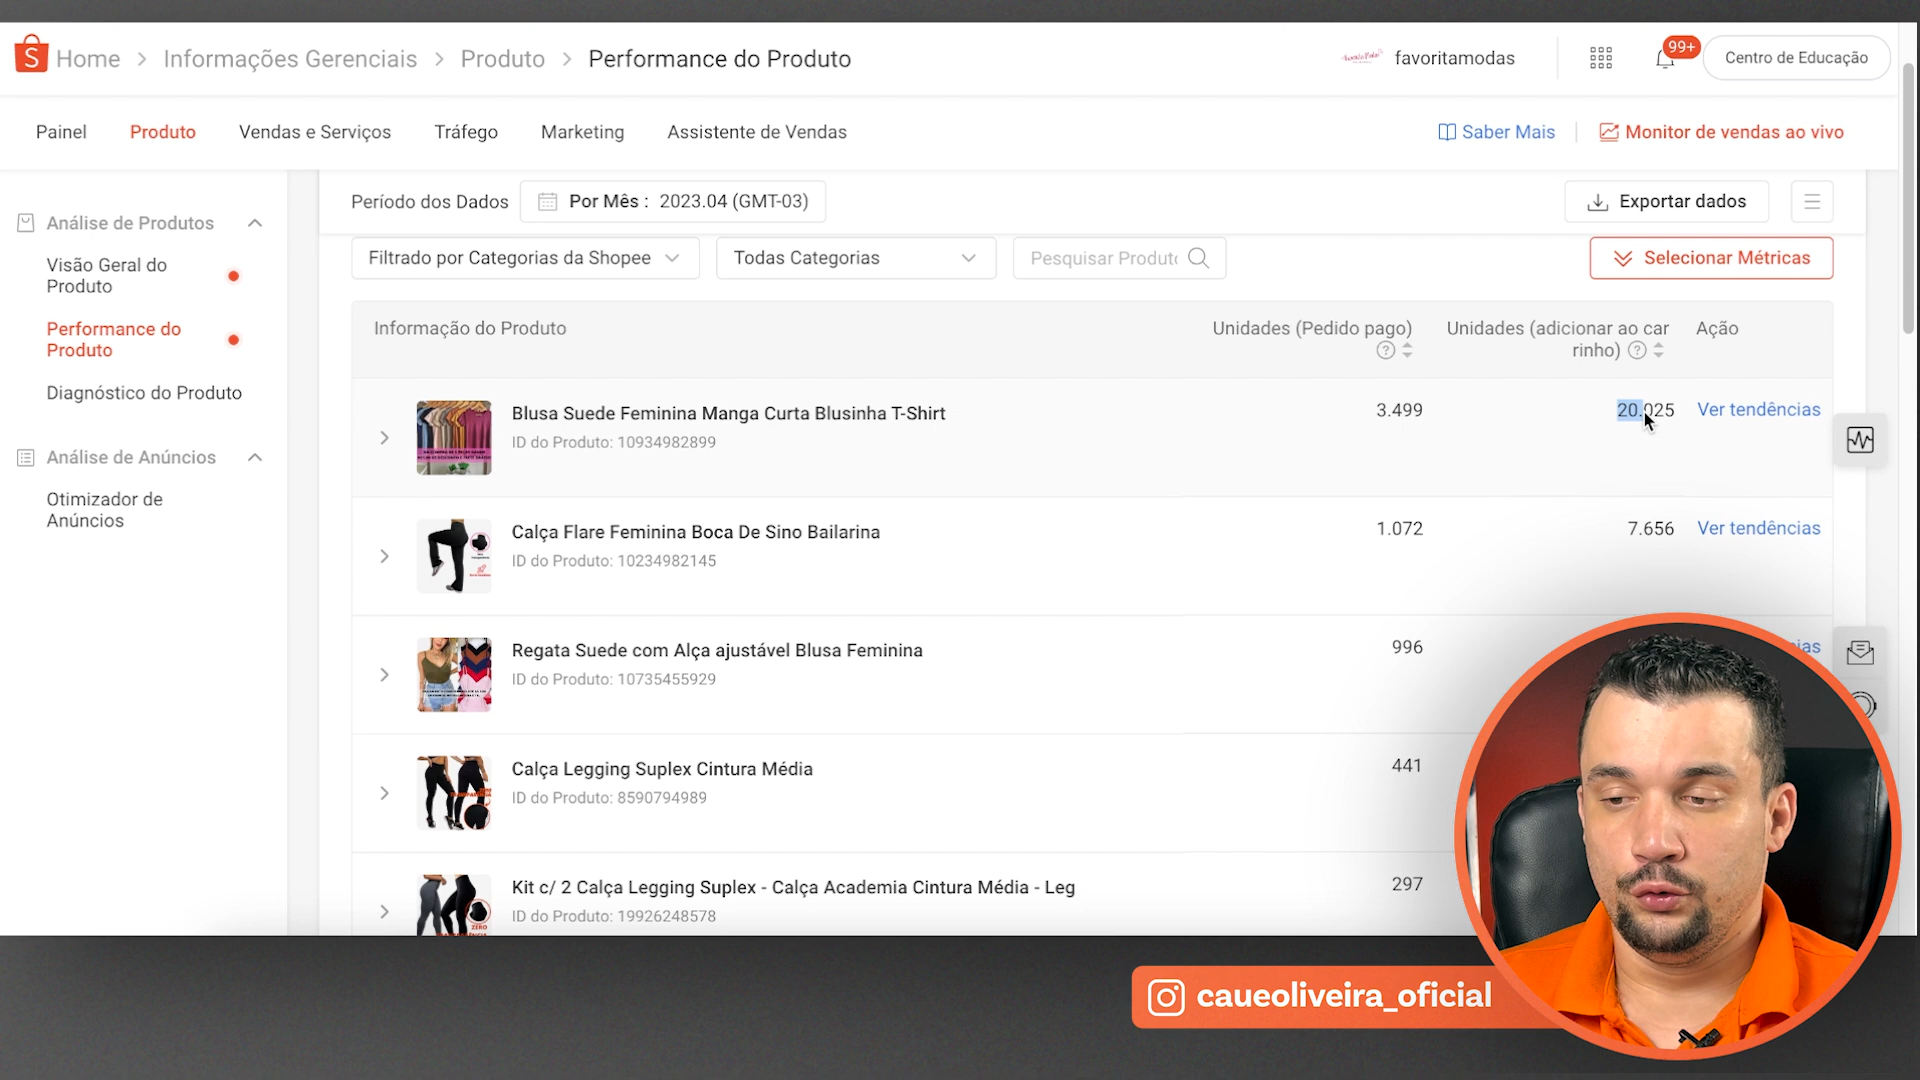 Home > Informações Gerenciais > Produto > Performance do Produto
favoritamodas
99+
Centro de Educação
Painel
Produto
Vendas e Serviços
Tráfego
Marketing
Assistente de Vendas
Saber Mais
Monitor de vendas ao vivo
Análise de Produtos
Visão Geral do
Produto
Performance do
Produto
Diagnóstico do Produto
Análise de Anúncios
Otimizador de
Anúncios
Período dos Dados
Por Mês : 2023.04 (GMT-03)
Exportar dados
Filtrado por Categorias da Shopee
Todas Categorias
Pesquisar Produto
Selecionar Métricas
Informação do Produto
Unidades (Pedido pago)
Unidades (adicionar ao car
rinho)
Ação
Blusa Suede Feminina Manga Curta Blusinha T-Shirt
ID do Produto: 10934982899
3.499
20.025
Ver tendências
Calça Flare Feminina Boca De Sino Bailarina
ID do Produto: 10234982145
1.072
7.656
Ver tendências
Regata Suede com Alça ajustável Blusa Feminina
ID do Produto: 10735455929
996
ias
Calça Legging Suplex Cintura Média
ID do Produto: 8590794989
441
Kit c/ 2 Calça Legging Suplex - Calça Academia Cintura Média - Leg
ID do Produto: 19926248578
297
caueoliveira_oficial